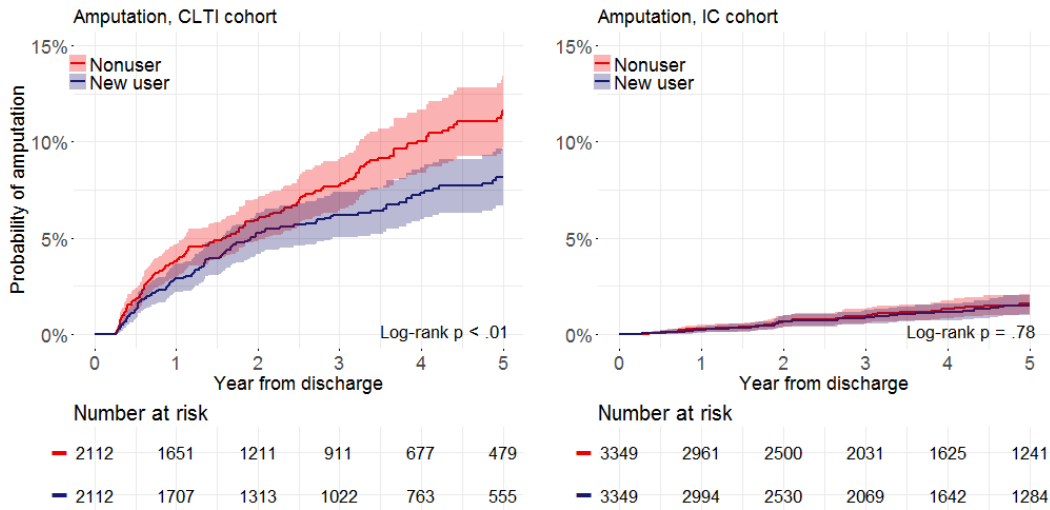 Amputation, CLTI cohort
Probability of amputation
15%
10%
5%
0%
Nonuser
New user
Log-rank p < .01
0 1 2 3 4 5
Year from discharge
Number at risk
2112 1651 1211 911 677 479
2112 1707 1313 1022 763 555
Amputation, IC cohort
15%
10%
5%
0%
Nonuser
New user
Log-rank p = .78
0 1 2 3 4 5
Year from discharge
Number at risk
3349 2961 2500 2031 1625 1241
3349 2994 2530 2069 1642 1284